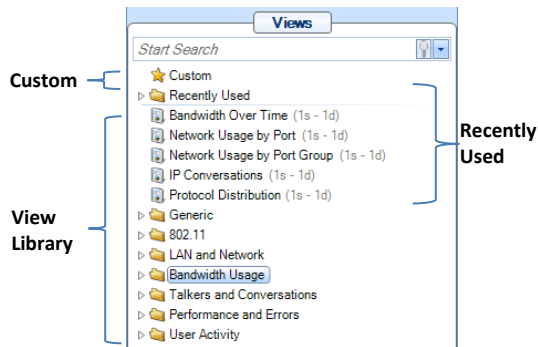 Views
Start Search
Custom
Custom
Recently Used
Bandwidth Over Time (1s - 1d)
Network Usage by Port (1s - 1d)
Network Usage by Port Group (1s - 1d)
IP Conversations (1s - 1d)
Protocol Distribution (1s - 1d)
Recently
Used
View
Library
Generic
802.11
LAN and Network
Bandwidth Usage
Talkers and Conversations
Performance and Errors
User Activity